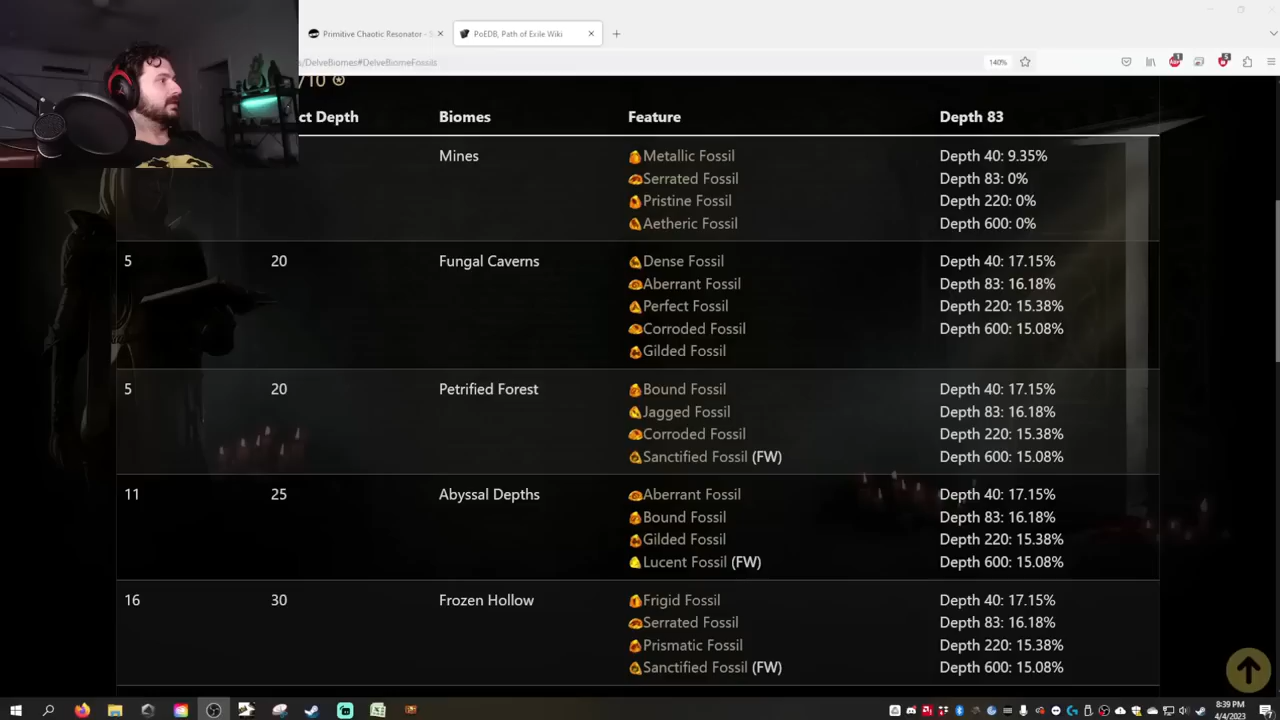 Primitive Chaotic Resonator - S
PoEDB, Path of Exile Wiki
s/DelveBiomes#DelveBiomeFossils
140%
1
5
/10
ct Depth
Biomes
Feature
Depth 83
Mines
Metallic Fossil
Depth 40: 9.35%
Serrated Fossil
Depth 83: 0%
Pristine Fossil
Depth 220: 0%
Aetheric Fossil
Depth 600: 0%
5
20
Fungal Caverns
Dense Fossil
Depth 40: 17.15%
Aberrant Fossil
Depth 83: 16.18%
Perfect Fossil
Depth 220: 15.38%
Corroded Fossil
Depth 600: 15.08%
Gilded Fossil
5
20
Petrified Forest
Bound Fossil
Depth 40: 17.15%
Jagged Fossil
Depth 83: 16.18%
Corroded Fossil
Depth 220: 15.38%
Sanctified Fossil (FW)
Depth 600: 15.08%
11
25
Abyssal Depths
Aberrant Fossil
Depth 40: 17.15%
Bound Fossil
Depth 83: 16.18%
Gilded Fossil
Depth 220: 15.38%
Lucent Fossil (FW)
Depth 600: 15.08%
16
30
Frozen Hollow
Frigid Fossil
Depth 40: 17.15%
Serrated Fossil
Depth 83: 16.18%
Prismatic Fossil
Depth 220: 15.38%
Sanctified Fossil (FW)
Depth 600: 15.08%
8:39 PM
4/4/2023